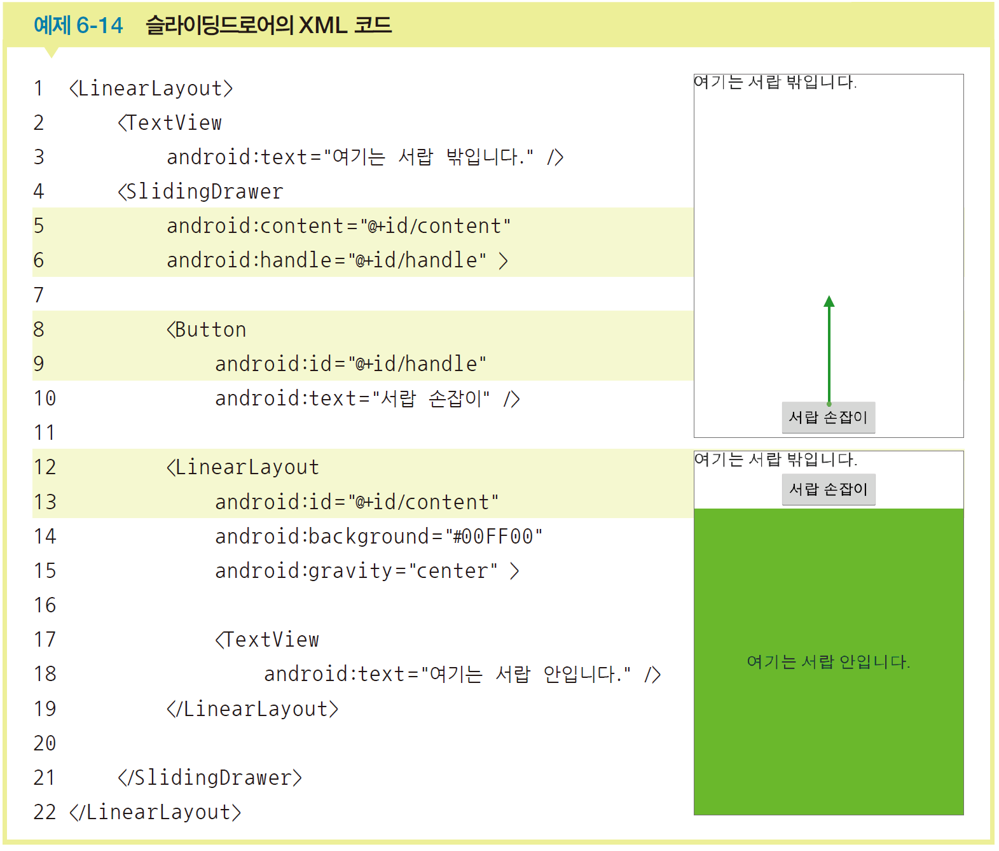 예제 6-14 슬라이딩드로어의 XML 코드
1 <LinearLayout>
2 <TextView
3 android:text="여기는 서랍 밖입니다." />
4 <SlidingDrawer
5 android:content="@+id/content"
6 android:handle="@+id/handle" >
7
8 <Button
9 android:id="@+id/handle"
10 android:text="서랍 손잡이" />
11
12 <LinearLayout
13 android:id="@+id/content"
14 android:background="#00FF00"
15 android:gravity="center" >
16
17 <TextView
18 android:text="여기는 서랍 안입니다." />
19 </LinearLayout>
20
21 </SlidingDrawer>
22 </LinearLayout>
여기는 서랍 밖입니다.
서랍 손잡이
여기는 서랍 밖입니다.
서랍 손잡이
여기는 서랍 안입니다.